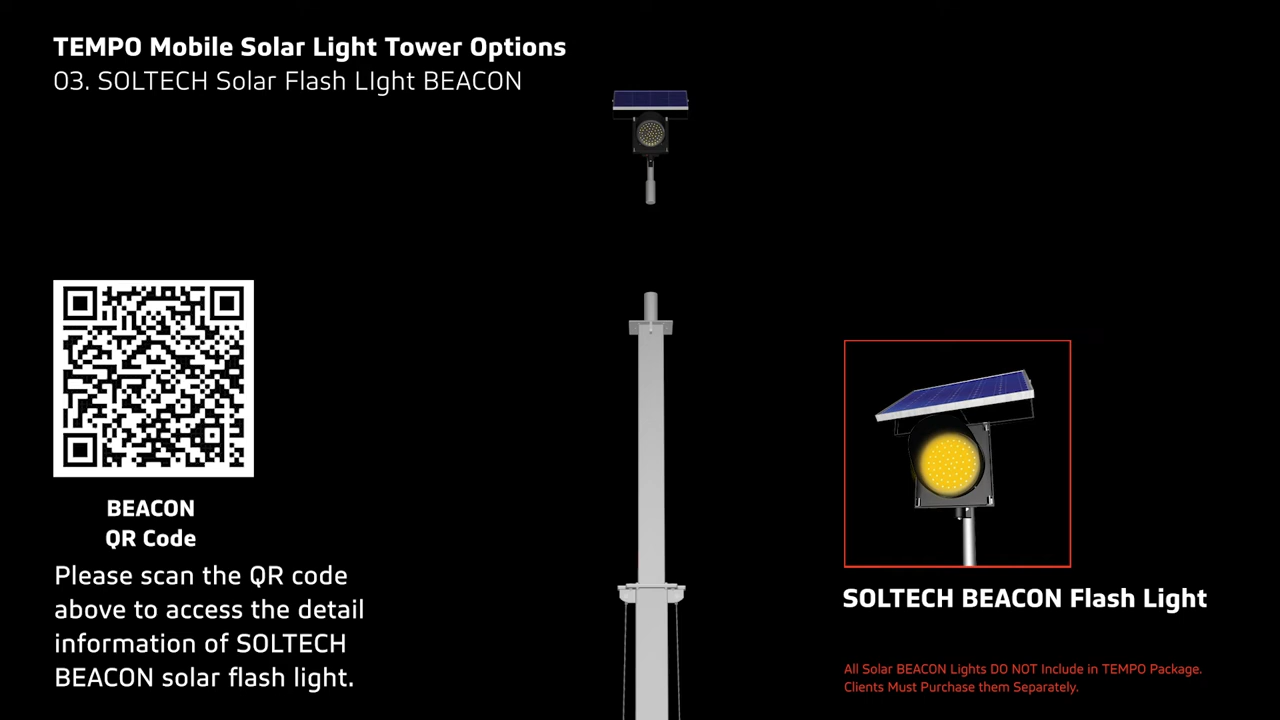 TEMPO Mobile Solar Light Tower Options
03. SOLTECH Solar Flash LIght BEACON
BEACON
QR Code
Please scan the QR code
above to access the detail
information of SOLTECH
BEACON solar flash light.
SOLTECH BEACON Flash Light
All Solar BEACON Lights DO NOT Include in TEMPO Package.
Clients Must Purchase them Separately.